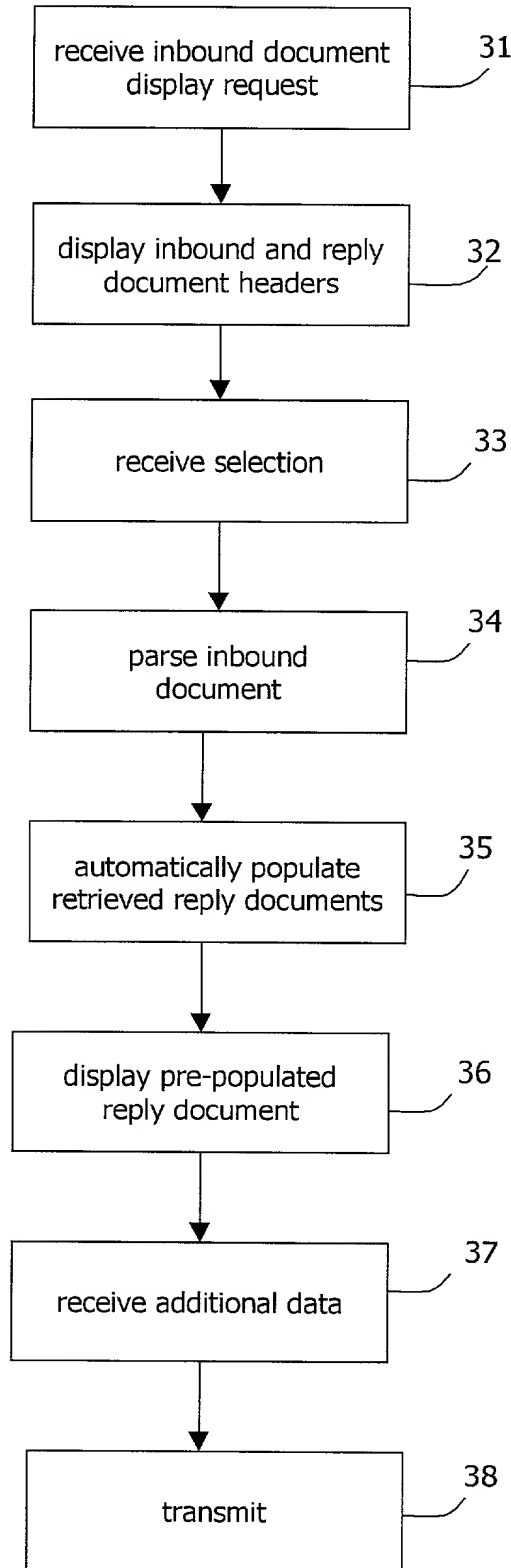 receive inbound document
display request
31
display inbound and reply
document headers
32
receive selection
33
parse inbound
document
34
automatically populate
retrieved reply documents
35
display pre-populated
reply document
36
receive additional data
37
transmit
38